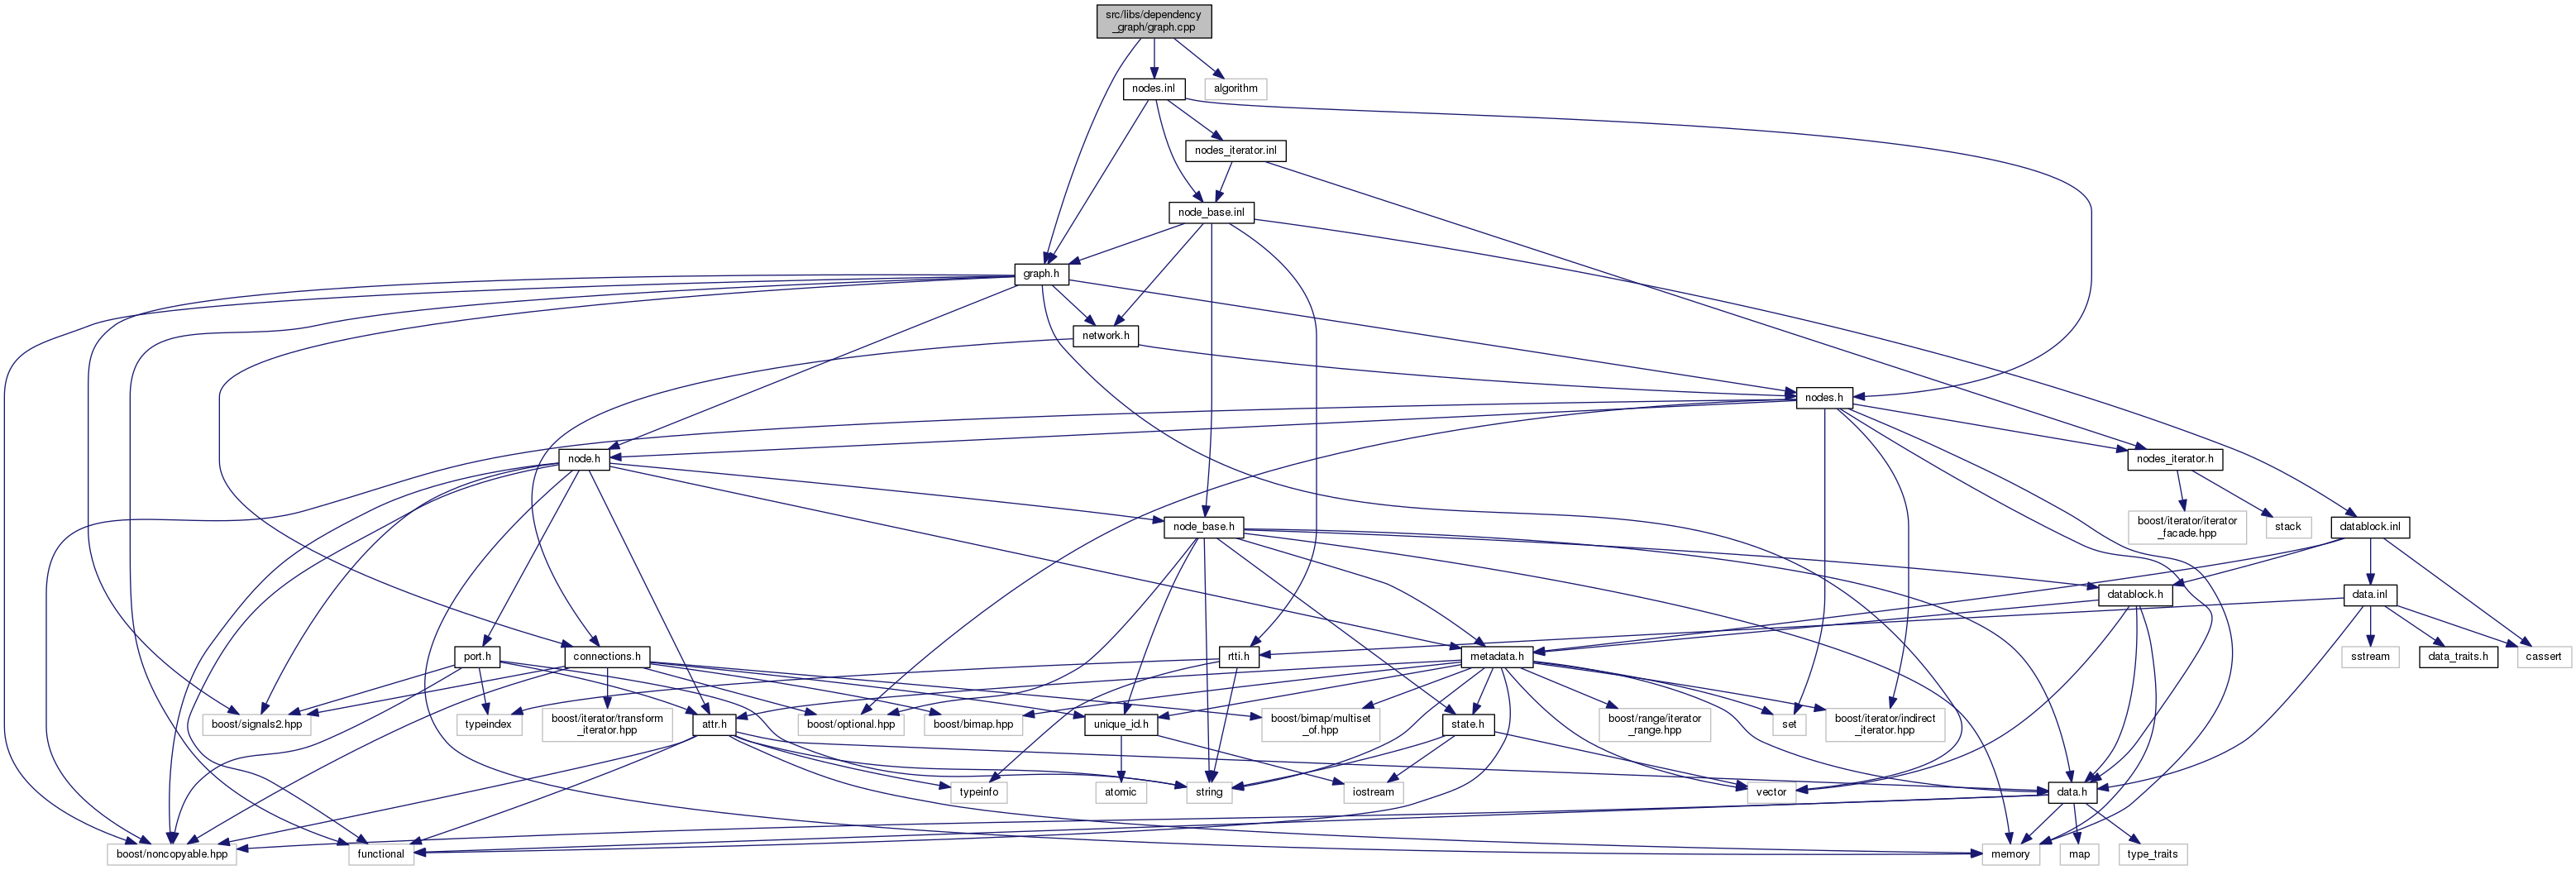 src/libs/dependency
_graph/graph.cpp
nodes.inl
algorithm
nodes_iterator.inl
node_base.inl
graph.h
network.h
nodes.h
node.h
nodes_iterator.h
node_base.h
boost/iterator/iterator
_facade.hpp
stack
datablock.inl
datablock.h
data.inl
port.h
connections.h
rtti.h
metadata.h
sstream
data_traits.h
cassert
boost/signals2.hpp
typeindex
boost/iterator/transform
_iterator.hpp
attr.h
boost/optional.hpp
boost/bimap.hpp
unique_id.h
boost/bimap/multiset
_of.hpp
state.h
boost/range/iterator
_range.hpp
set
boost/iterator/indirect
_iterator.hpp
typeinfo
atomic
string
iostream
vector
data.h
boost/noncopyable.hpp
functional
memory
map
type_traits